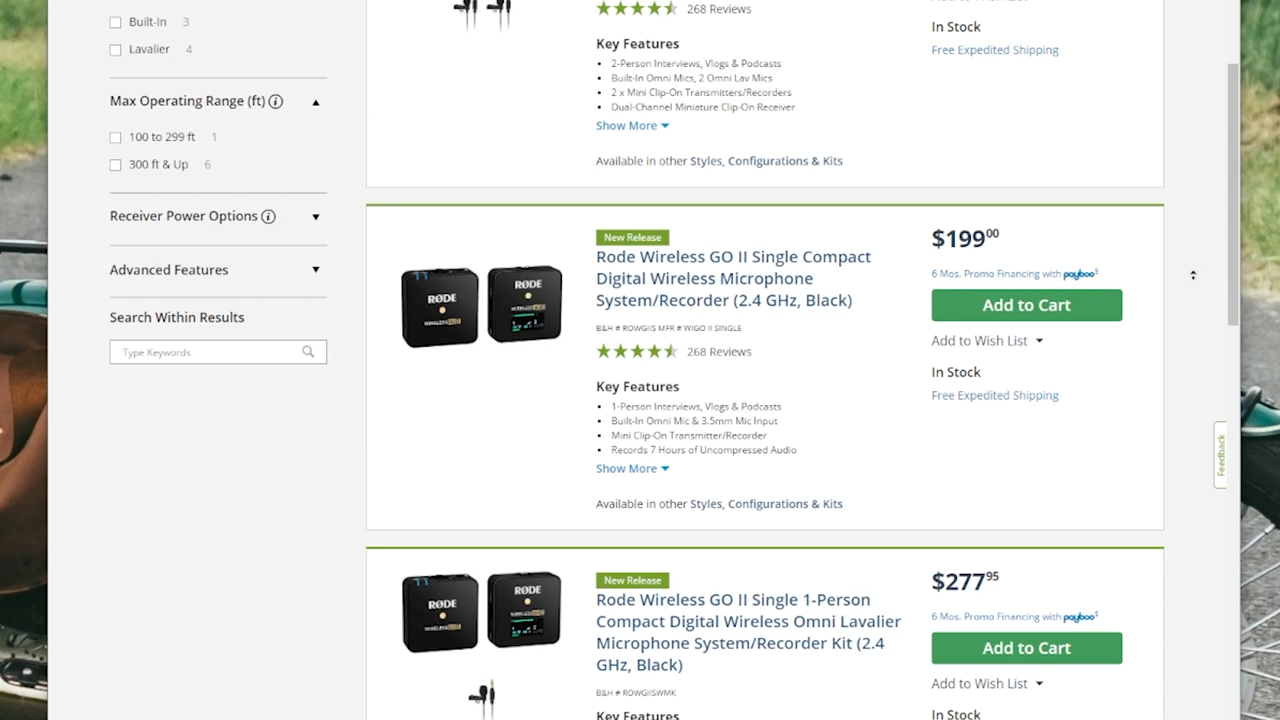 Built-In 3
Lavalier 4
Max Operating Range (ft)
100 to 299 ft 1
300 ft & Up 6
Receiver Power Options
Advanced Features
Search Within Results
Type Keywords
268 Reviews
Key Features
2-Person Interviews, Vlogs & Podcasts
Built-In Omni Mics, 2 Omni Lav Mics
2 x Mini Clip-On Transmitters/Recorders
Dual-Channel Miniature Clip-On Receiver
Show More
Available in other Styles, Configurations & Kits
In Stock
Free Expedited Shipping
RØDE
RØDE
New Release
Rode Wireless GO II Single Compact
Digital Wireless Microphone
System/Recorder (2.4 GHz, Black)
B&H # ROWGIIS MFR # WIGO II SINGLE
268 Reviews
Key Features
1-Person Interviews, Vlogs & Podcasts
Built-In Omni Mic & 3.5mm Mic Input
Mini Clip-On Transmitter/Recorder
Records 7 Hours of Uncompressed Audio
Show More
Available in other Styles, Configurations & Kits
$199.00
6 Mos. Promo Financing with payboo
Add to Cart
Add to Wish List
In Stock
Free Expedited Shipping
Feedback
RØDE
RØDE
New Release
Rode Wireless GO II Single 1-Person
Compact Digital Wireless Omni Lavalier
Microphone System/Recorder Kit (2.4
GHz, Black)
B&H # ROWGIISWMK
Key Features
$277.95
6 Mos. Promo Financing with payboo
Add to Cart
Add to Wish List
In Stock